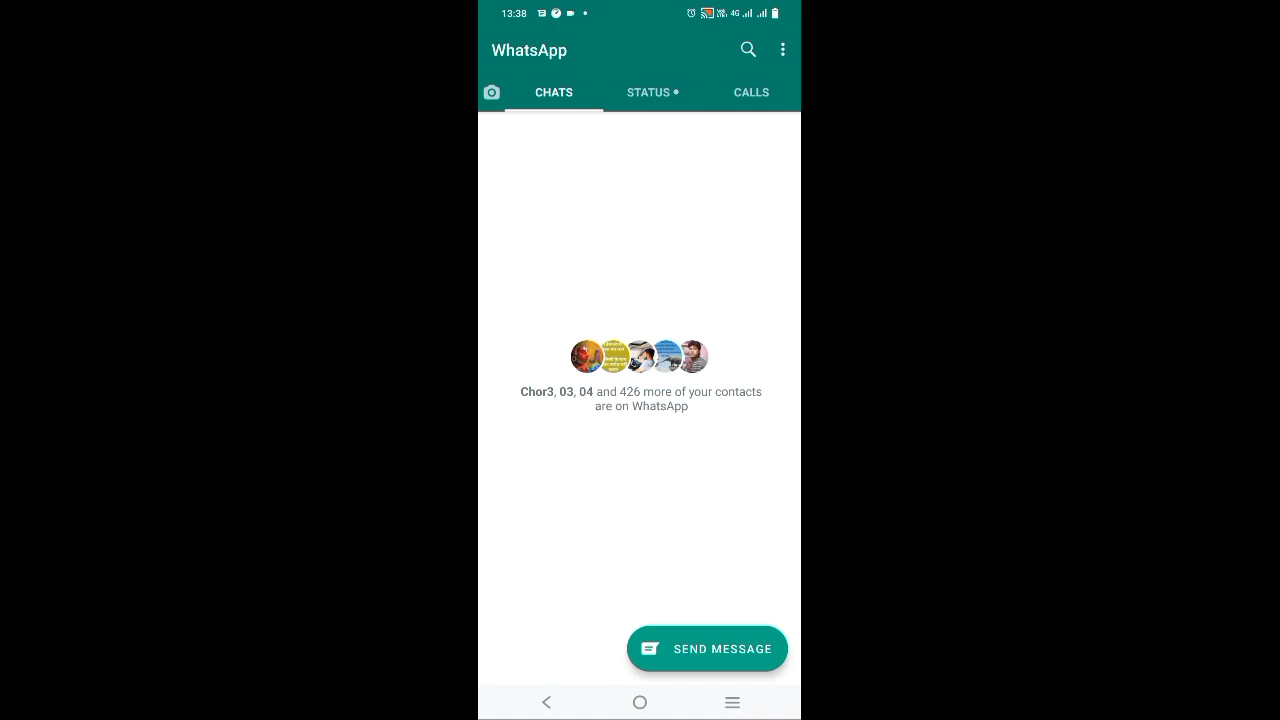 13:38
4G
WhatsApp
CHATS
STATUS
CALLS
Chor3, 03, 04 and 426 more of your contacts
are on WhatsApp
SEND MESSAGE